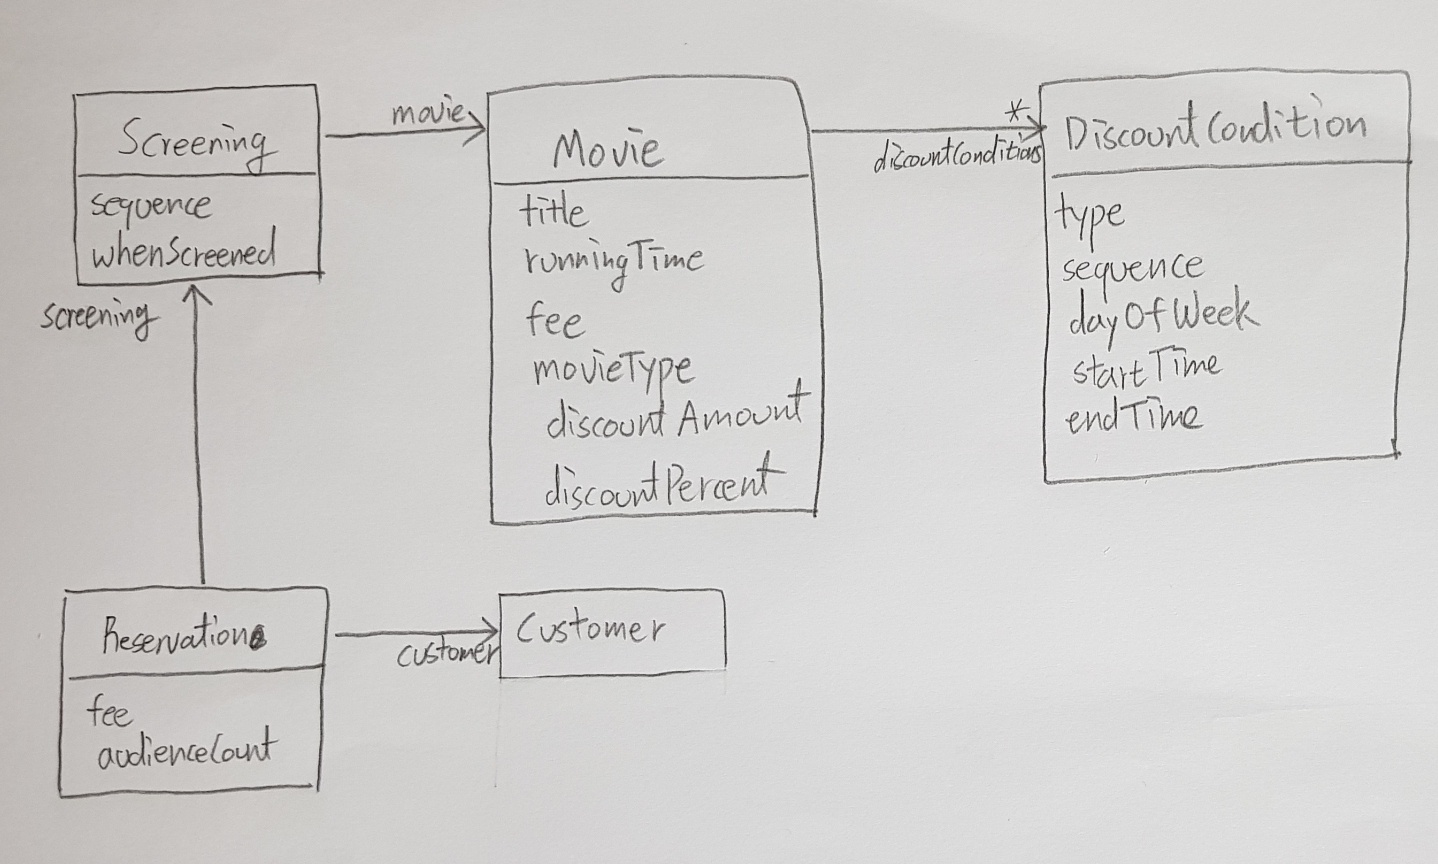 Screening
sequence
whenScreened
screening
movie
Movie
title
runningTime
fee
movieType
discountAmount
discountPercent
*
discountConditions
DiscountCondition
type
sequence
dayOfWeek
startTime
endTime
Reservation
fee
audienceCount
customer
Customer